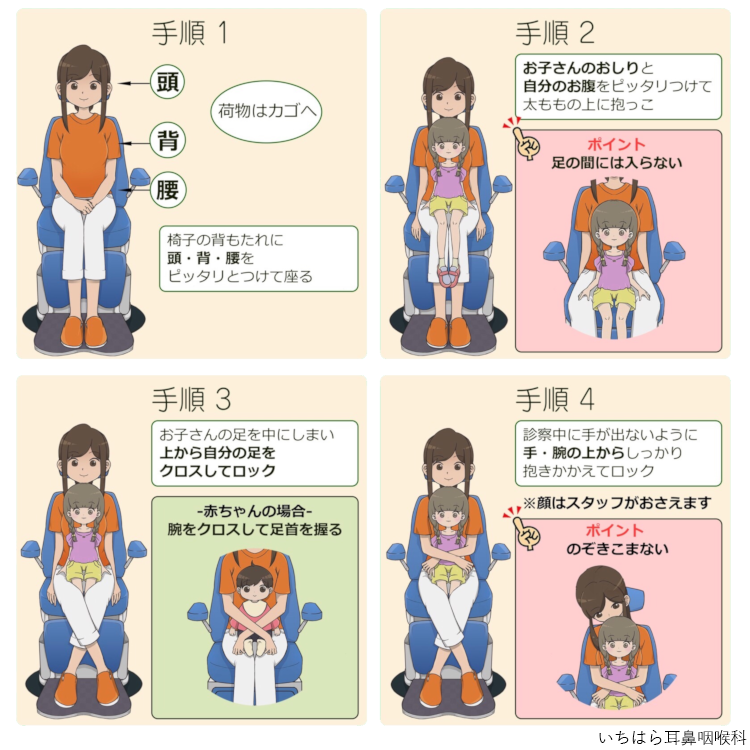 手順 1
頭
荷物はカゴへ
背
腰
椅子の背もたれに
頭・背・腰を
ピッタリとつけて座る
手順 2
お子さんのおしりと
自分のお腹をピッタリつけて
太ももの上に抱っこ
ポイント
足の間には入らない
手順 3
お子さんの足を中にしまい
上から自分の足を
クロスしてロック
-赤ちゃんの場合-
腕をクロスして足首を握る
手順 4
診察中に手が出ないように
手・腕の上からしっかり
抱きかかえてロック
※顔はスタッフがおさえます
ポイント
のぞきこまない
いちはら耳鼻咽喉科